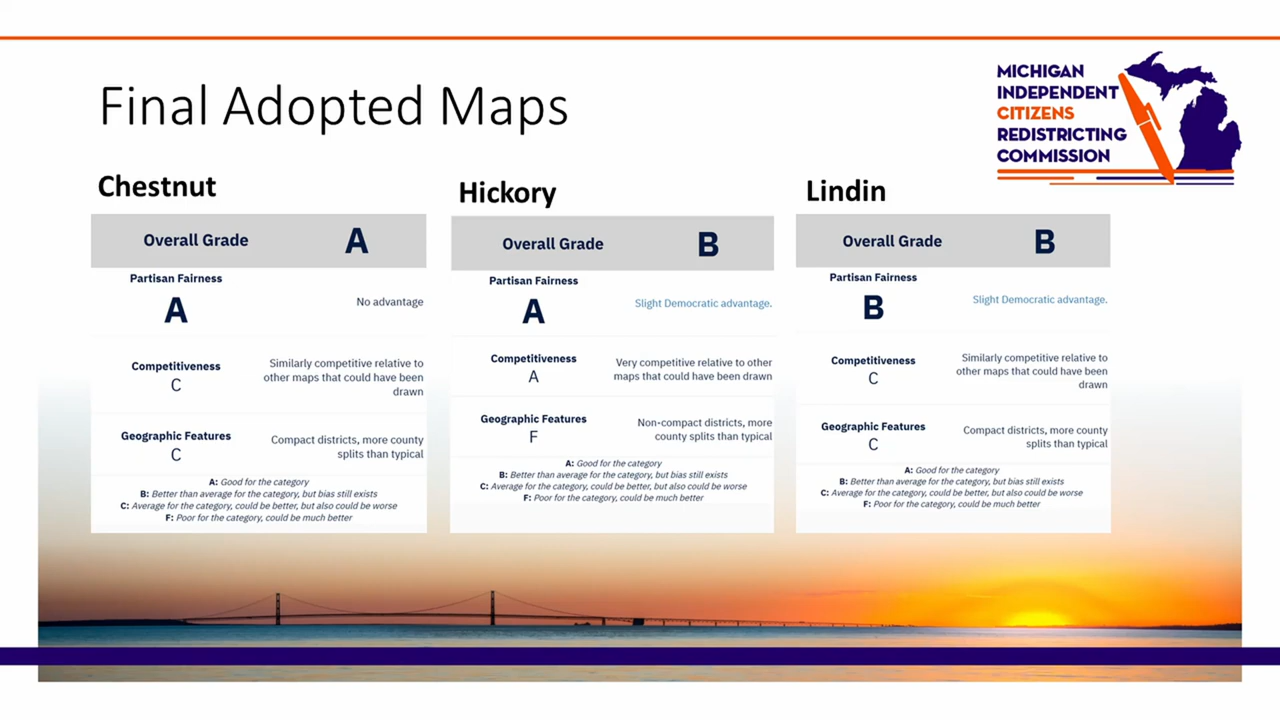 Final Adopted Maps
MICHIGAN
INDEPENDENT
CITIZENS
REDISTRICTING
COMMISSION
Chestnut
Overall Grade A
Partisan Fairness
A
No advantage
Competitiveness
C
Similarly competitive relative to
other maps that could have been
drawn
Geographic Features
C
Compact districts, more county
splits than typical
A: Good for the category
B: Better than average for the category, but bias still exists
C: Average for the category, could be better, but also could be worse
F: Poor for the category, could be much better
Hickory
Overall Grade B
Partisan Fairness
A
Slight Democratic advantage.
Competitiveness
A
Very competitive relative to other
maps that could have been drawn
Geographic Features
F
Non-compact districts, more
county splits than typical
A: Good for the category
B: Better than average for the category, but bias still exists
C: Average for the category, could be better, but also could be worse
F: Poor for the category, could be much better
Lindin
Overall Grade B
Partisan Fairness
B
Slight Democratic advantage.
Competitiveness
C
Similarly competitive relative to
other maps that could have been
drawn
Geographic Features
C
Compact districts, more county
splits than typical
A: Good for the category
B: Better than average for the category, but bias still exists
C: Average for the category, could be better, but also could be worse
F: Poor for the category, could be much better